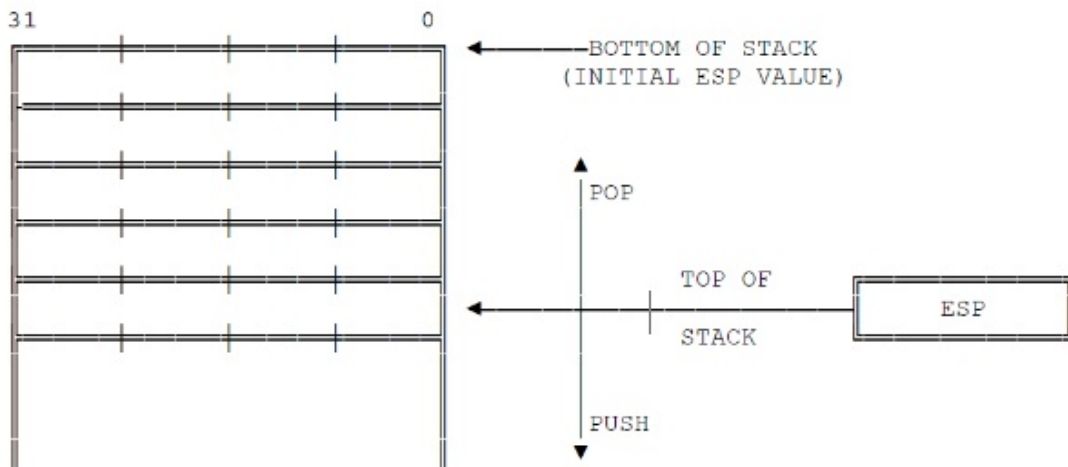 31 0
BOTTOM OF STACK
(INITIAL ESP VALUE)
POP
TOP OF
ESP
STACK
PUSH